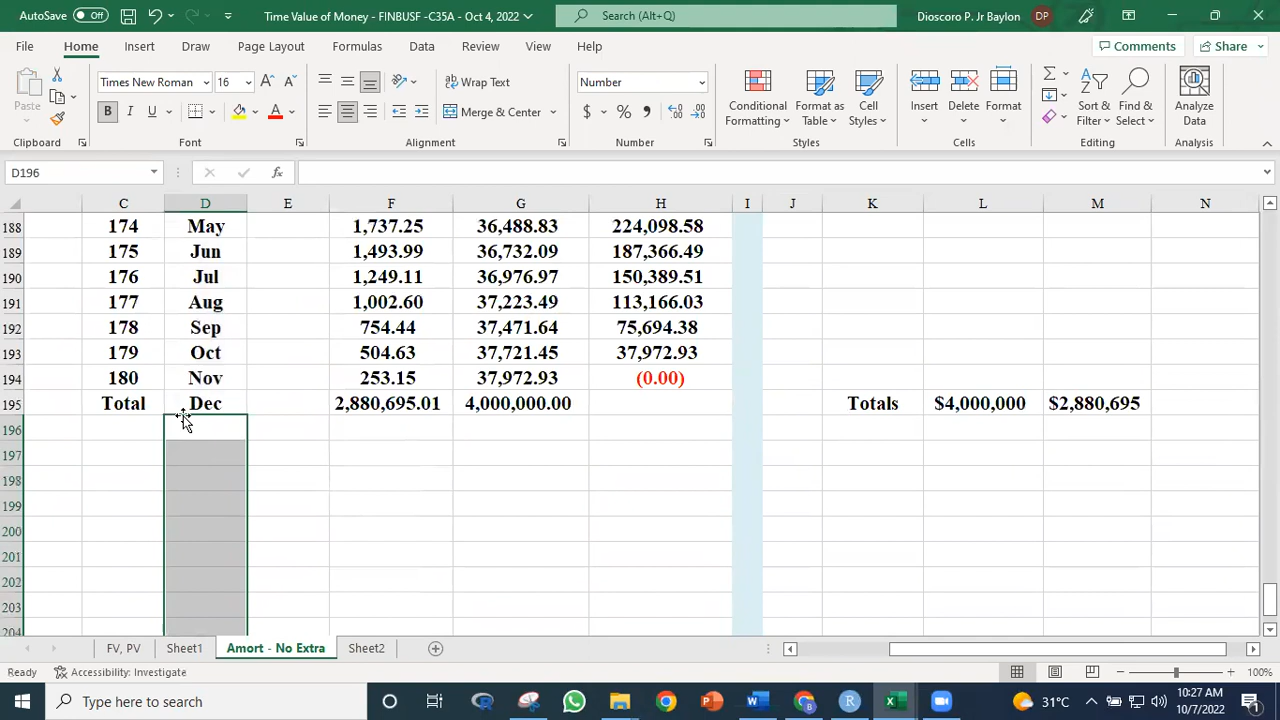 AutoSave Off Time Value of Money - FINBUSF -C35A - Oct 4, 2022 Search (Alt+Q) Dioscoro P. Jr Baylon DP
File Home Insert Draw Page Layout Formulas Data Review View Help Comments Share
Times New Roman 16 Wrap Text Number
Paste B I U A Merge & Center $ % Conditional Formatting Format as Table Cell Styles Insert Delete Format Sort & Filter Find & Select Analyze Data
Clipboard Font Alignment Number Styles Cells Editing Analysis
D196 fx
C D E F G H I J K L M N
188 174 May 1,737.25 36,488.83 224,098.58
189 175 Jun 1,493.99 36,732.09 187,366.49
190 176 Jul 1,249.11 36,976.97 150,389.51
191 177 Aug 1,002.60 37,223.49 113,166.03
192 178 Sep 754.44 37,471.64 75,694.38
193 179 Oct 504.63 37,721.45 37,972.93
194 180 Nov 253.15 37,972.93 (0.00)
195 Total Dec 2,880,695.01 4,000,000.00 Totals $4,000,000 $2,880,695
196
197
198
199
200
201
202
203
204
FV, PV Sheet1 Amort - No Extra Sheet2
Ready Accessibility: Investigate 100%
Type here to search 31°C 10:27 AM
10/7/2022 1